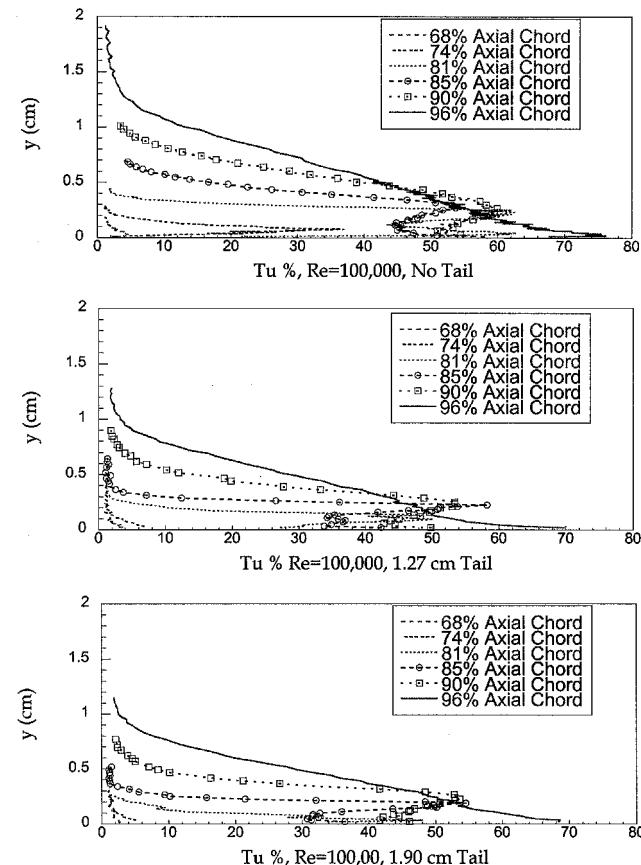 2
1.5
1
0.5
0
y (cm)
68% Axial Chord
74% Axial Chord
81% Axial Chord
85% Axial Chord
90% Axial Chord
96% Axial Chord
0 10 20 30 40 50 60 70 80
Tu %, Re=100,000, No Tail
2
1.5
1
0.5
0
y (cm)
68% Axial Chord
74% Axial Chord
81% Axial Chord
85% Axial Chord
90% Axial Chord
96% Axial Chord
0 10 20 30 40 50 60 70 80
Tu % Re=100,000, 1.27 cm Tail
2
1.5
1
0.5
0
y (cm)
68% Axial Chord
74% Axial Chord
81% Axial Chord
85% Axial Chord
90% Axial Chord
96% Axial Chord
0 10 20 30 40 50 60 70 80
Tu %, Re=100,00, 1.90 cm Tail